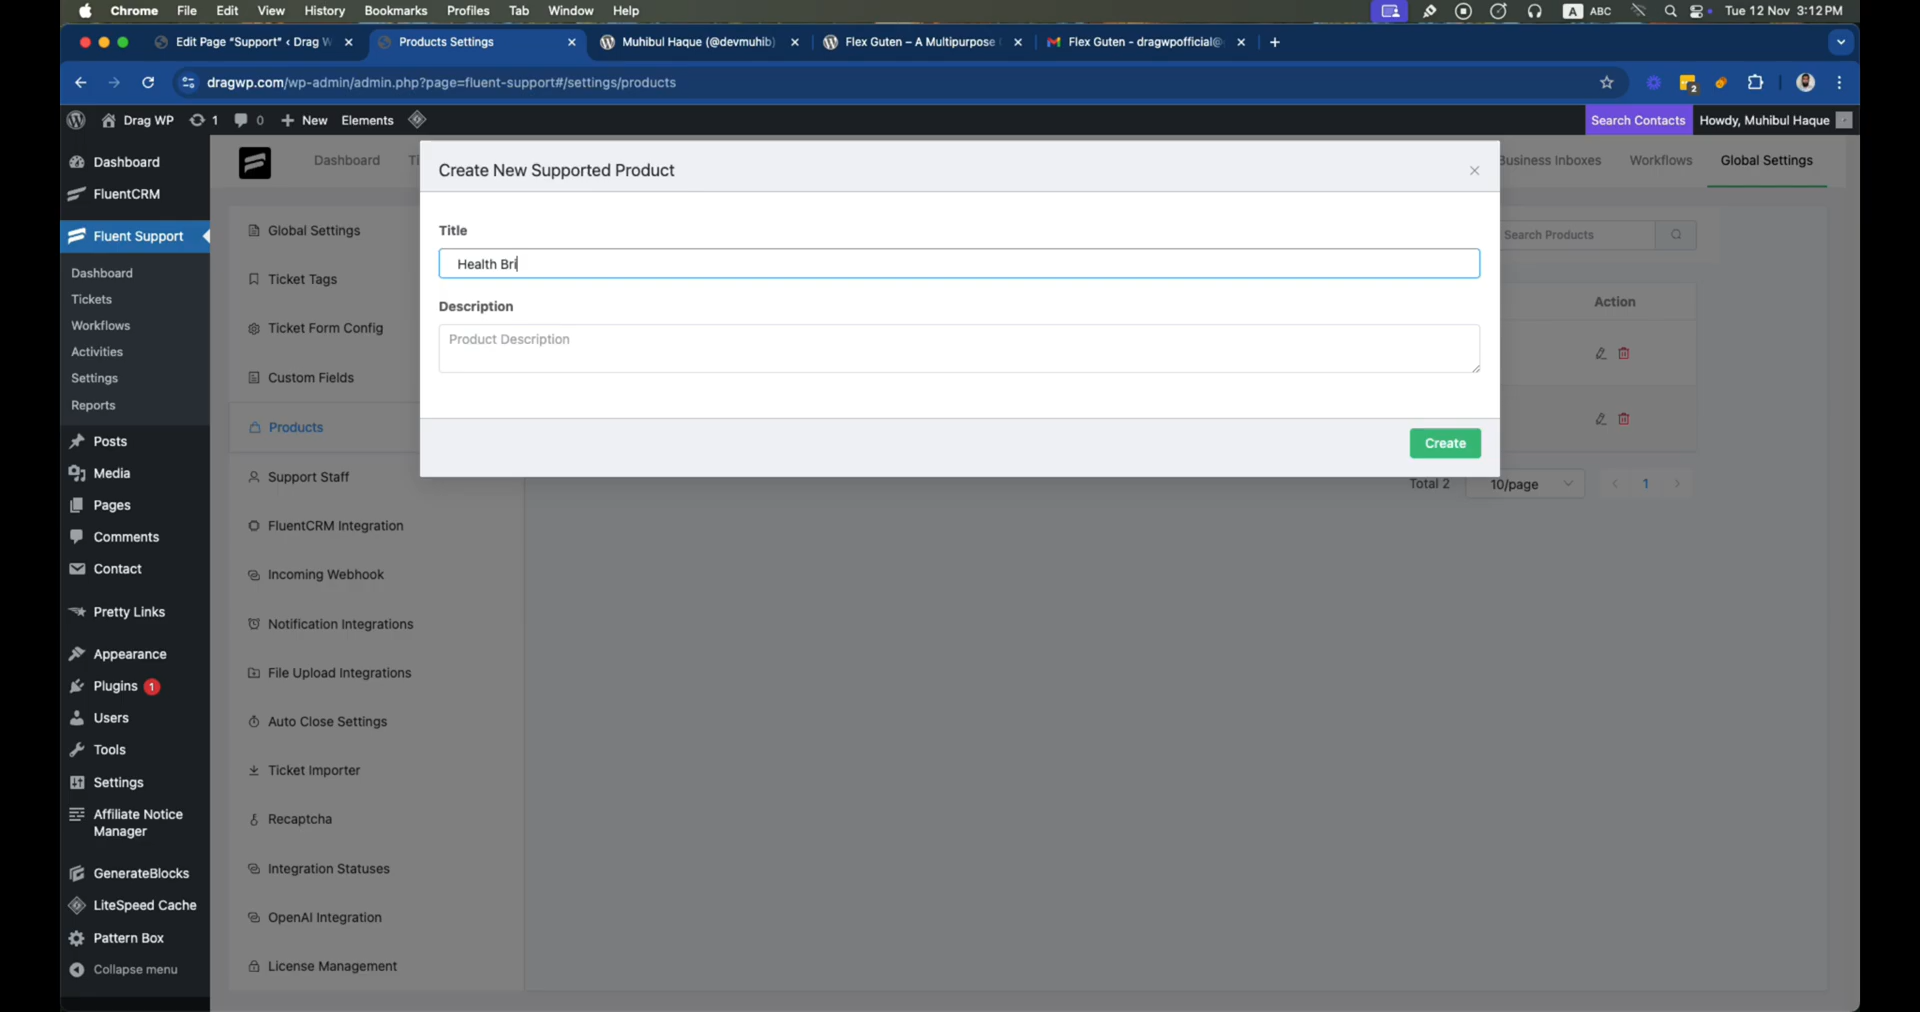 Chrome File Edit View History Bookmarks Profiles Tab Window Help A ABC Tue 12 Nov 3:12 PM
Edit Page “Support” ‹ Drag W Products Settings Muhibul Haque (@devmuhib) Flex Guten – A Multipurpose Flex Guten - dragwpofficial@
dragwp.com/wp-admin/admin.php?page=fluent-support#/settings/products 2
Drag WP 1 0 New Elements Search Contacts Howdy, Muhibul Haque
Dashboard
FluentCRM
Fluent Support
Dashboard
Tickets
Workflows
Activities
Settings
Reports
Posts
Media
Pages
Comments
Contact
Pretty Links
Appearance
Plugins 1
Users
Tools
Settings
Affiliate Notice
Manager
GenerateBlocks
LiteSpeed Cache
Pattern Box
Collapse menu
Dashboard Ti Business Inboxes Workflows Global Settings
Global Settings
Ticket Tags
Ticket Form Config
Custom Fields
Products
Support Staff
FluentCRM Integration
Incoming Webhook
Notification Integrations
File Upload Integrations
Auto Close Settings
Ticket Importer
Recaptcha
Integration Statuses
OpenAI Integration
License Management
Create New Supported Product
Title
Health Bri
Description
Product Description
Create
Search Products
Action
Total 2 10/page 1